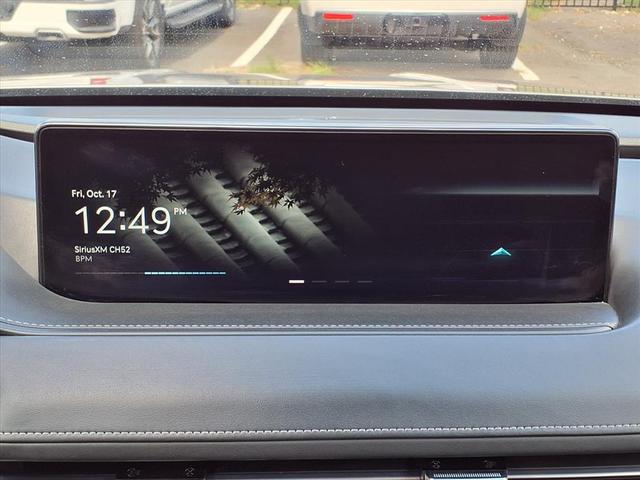 Fri, Oct. 17
12:49 PM
SiriusXM CH52
BPM